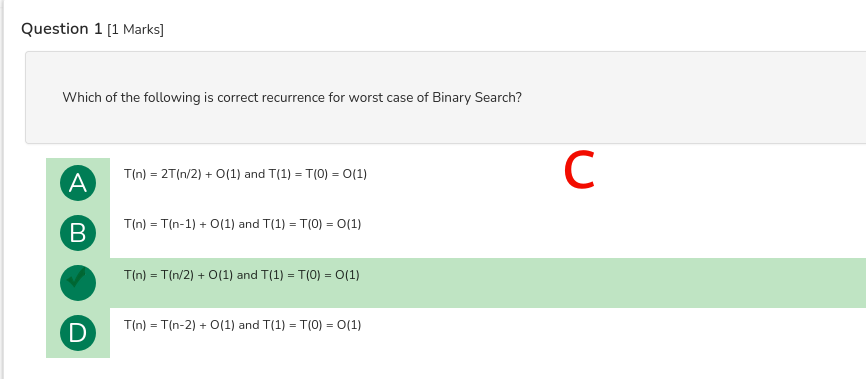 Question 1 [1 Marks]
Which of the following is correct recurrence for worst case of Binary Search?
C
A T(n) = 2T(n/2) + O(1) and T(1) = T(0) = O(1)
B T(n) = T(n-1) + O(1) and T(1) = T(0) = O(1)
T(n) = T(n/2) + O(1) and T(1) = T(0) = O(1)
D T(n) = T(n-2) + O(1) and T(1) = T(0) = O(1)